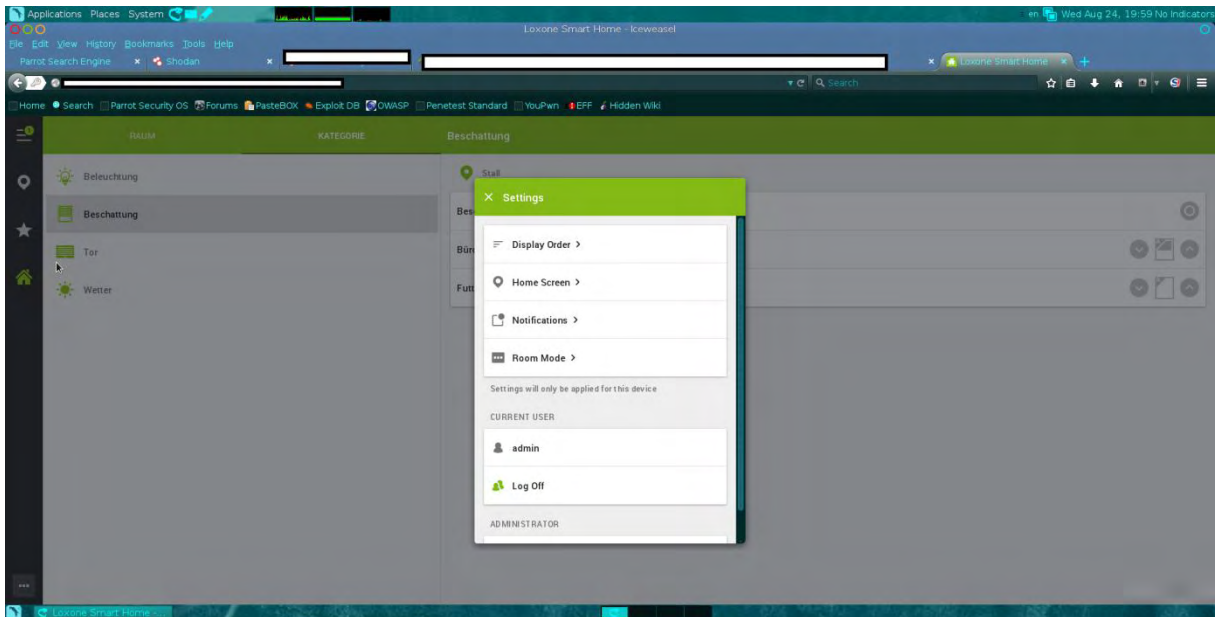 Applications Places System
en Wed Aug 24, 19:59 No Indicators
Loxone Smart Home - Iceweasel
File Edit View History Bookmarks Tools Help
Parrot Search Engine × Shodan × × Loxone Smart Home × +
Search
Home Search Parrot Security OS Forums PasteBOX Exploit DB OWASP Penetest Standard YouPwn EFF Hidden Wiki
RAUM KATEGORIE Beschattung
Beleuchtung
Beschattung
Tor
Wetter
Stall
Bes
Bür
Futt
× Settings
Display Order >
Home Screen >
Notifications >
Room Mode >
Settings will only be applied for this device
CURRENT USER
admin
Log Off
ADMINISTRATOR
Loxone Smart Home -...